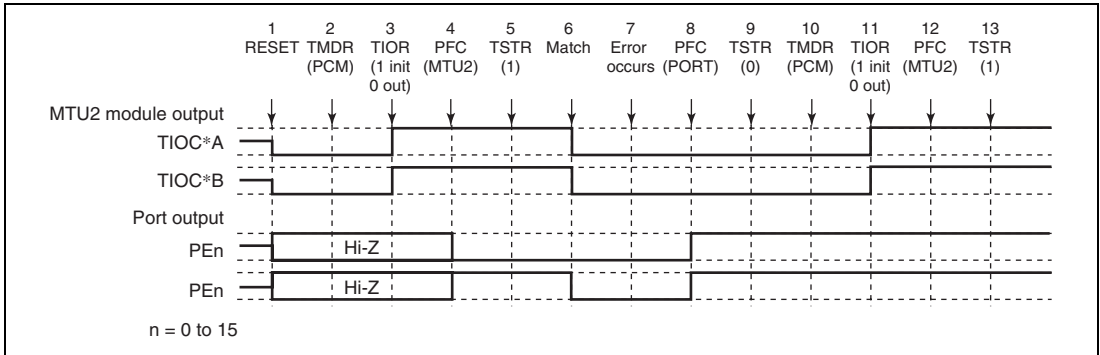 1 2 3 4 5 6 7 8 9 10 11 12 13
RESET TMDR TIOR PFC TSTR Match Error PFC TSTR TMDR TIOR PFC TSTR
(PCM) (1 init (MTU2) (1) occurs (PORT) (0) (PCM) (1 init (MTU2) (1)
0 out) 0 out)
MTU2 module output
TIOC*A
TIOC*B
Port output
PEn Hi-Z
PEn Hi-Z
n = 0 to 15